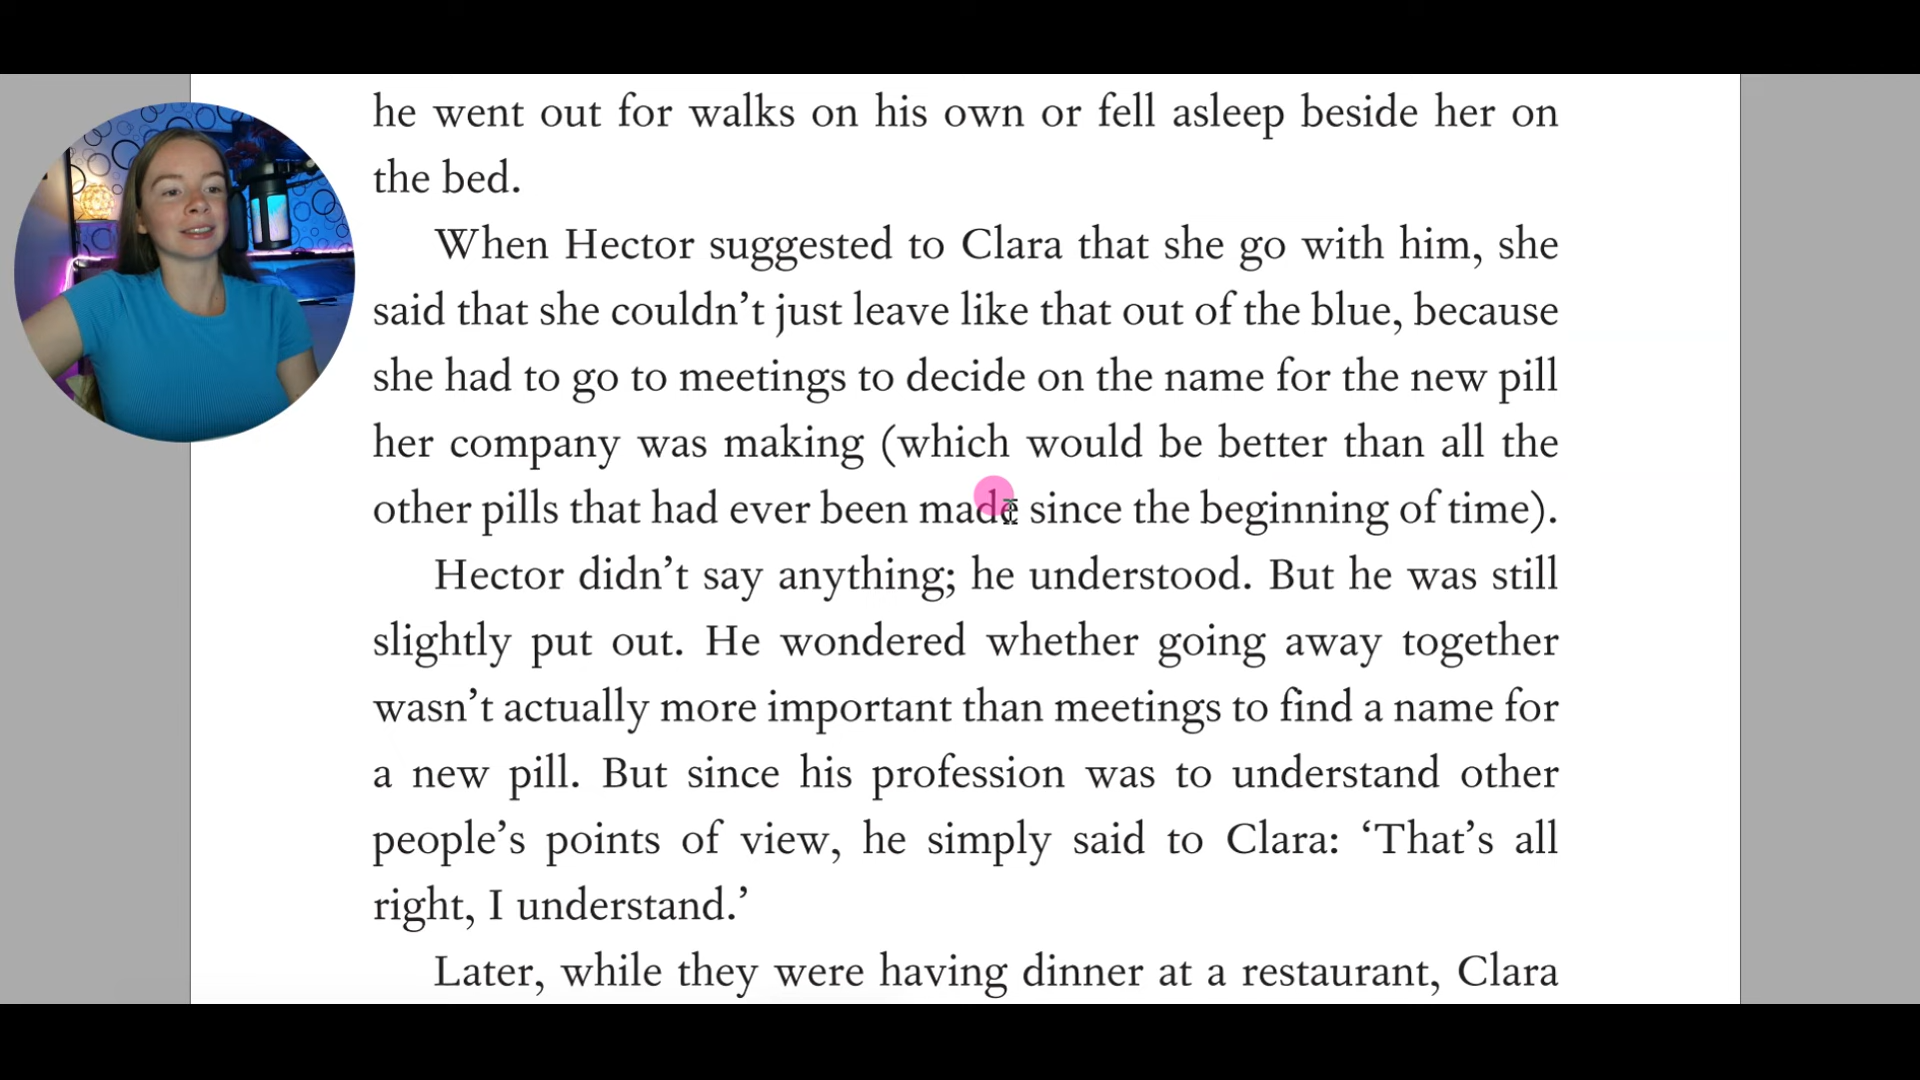 he went out for walks on his own or fell asleep beside her on
the bed.
When Hector suggested to Clara that she go with him, she
said that she couldn’t just leave like that out of the blue, because
she had to go to meetings to decide on the name for the new pill
her company was making (which would be better than all the
other pills that had ever been made since the beginning of time).
Hector didn’t say anything; he understood. But he was still
slightly put out. He wondered whether going away together
wasn’t actually more important than meetings to find a name for
a new pill. But since his profession was to understand other
people’s points of view, he simply said to Clara: ‘That’s all
right, I understand.’
Later, while they were having dinner at a restaurant, Clara